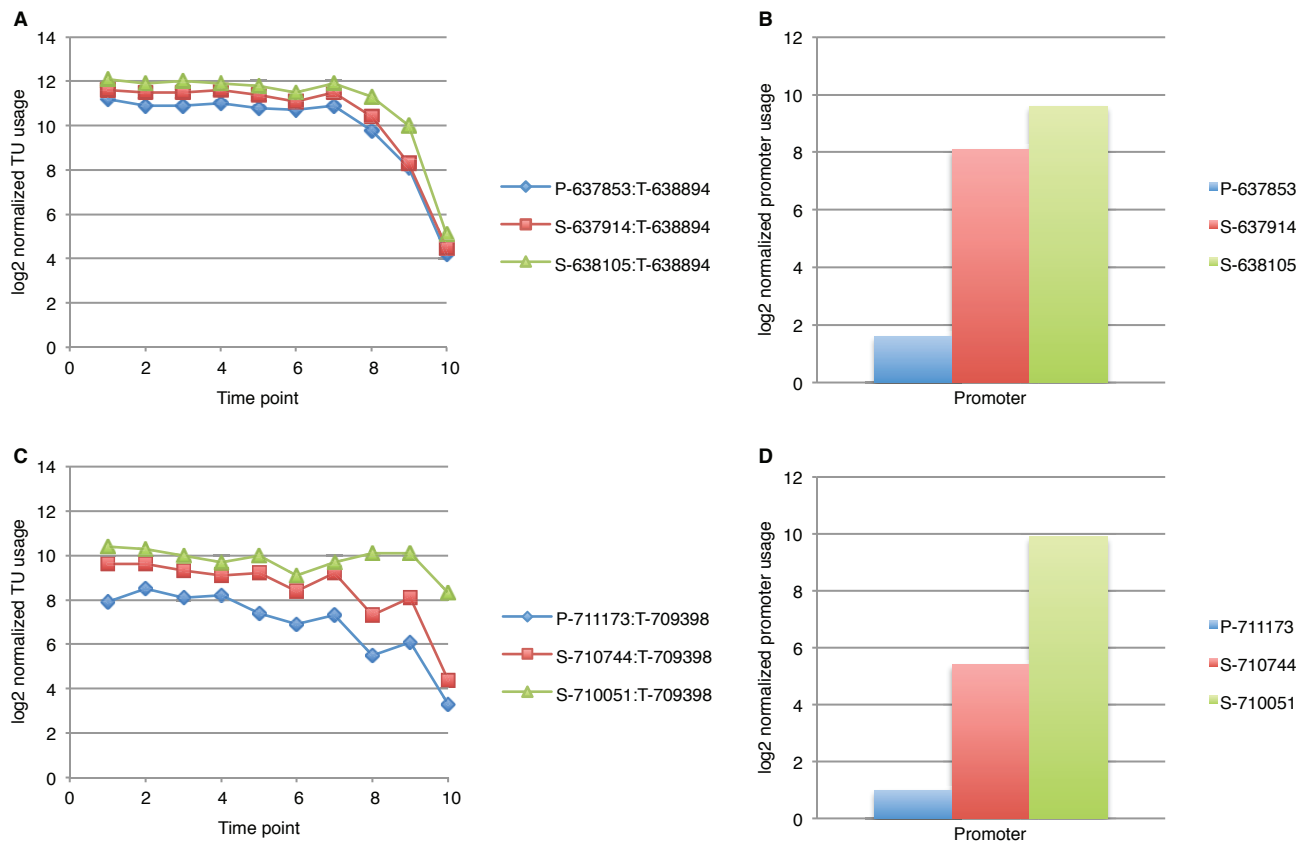 A
log2 normalized TU usage
14
12
10
8
6
4
2
0
0 2 4 6 8 10
Time point
P-637853:T-638894
S-637914:T-638894
S-638105:T-638894
B
log2 normalized promoter usage
12
10
8
6
4
2
0
Promoter
P-637853
S-637914
S-638105
C
log2 normalized TU usage
14
12
10
8
6
4
2
0
0 2 4 6 8 10
Time point
P-711173:T-709398
S-710744:T-709398
S-710051:T-709398
D
log2 normalized promoter usage
12
10
8
6
4
2
0
Promoter
P-711173
S-710744
S-710051